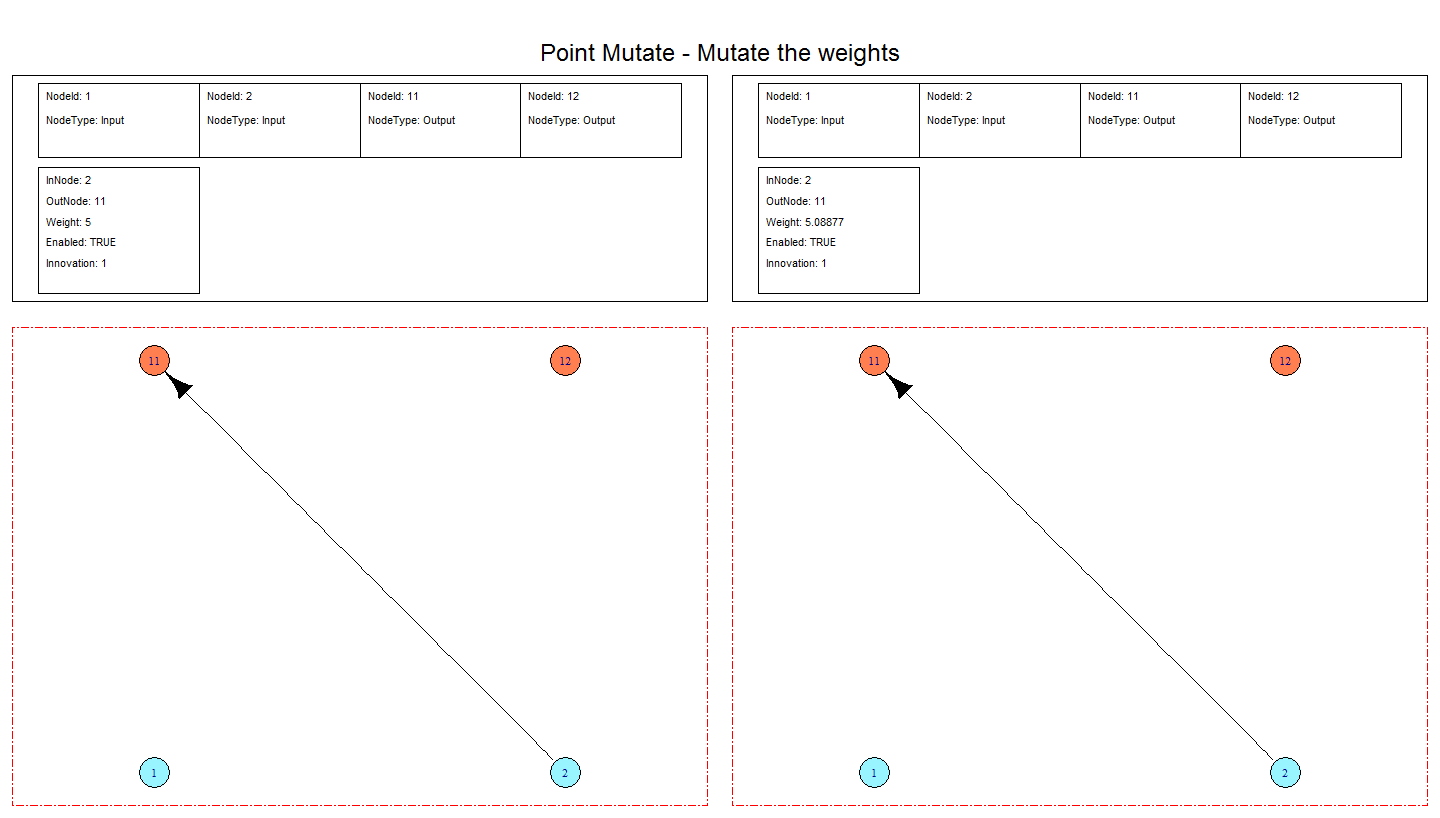 Point Mutate - Mutate the weights
NodeId: 1
NodeType: Input
NodeId: 2
NodeType: Input
NodeId: 11
NodeType: Output
NodeId: 12
NodeType: Output
InNode: 2
OutNode: 11
Weight: 5
Enabled: TRUE
Innovation: 1
11
12
1
2
NodeId: 1
NodeType: Input
NodeId: 2
NodeType: Input
NodeId: 11
NodeType: Output
NodeId: 12
NodeType: Output
InNode: 2
OutNode: 11
Weight: 5.08877
Enabled: TRUE
Innovation: 1
11
12
1
2